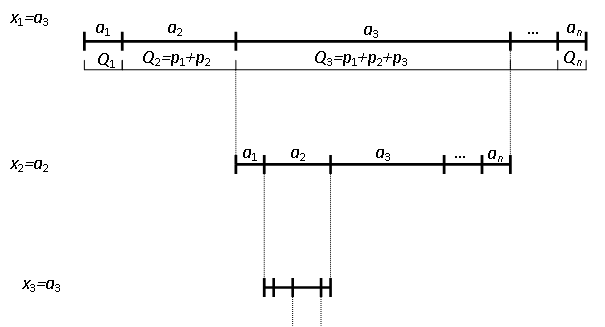 x₁=a₃
a₁ a₂ a₃ ... aₙ
Q₁ Q₂=p₁+p₂ Q₃=p₁+p₂+p₃ Qₙ
x₂=a₂
a₁ a₂ a₃ ... aₙ
x₃=a₃